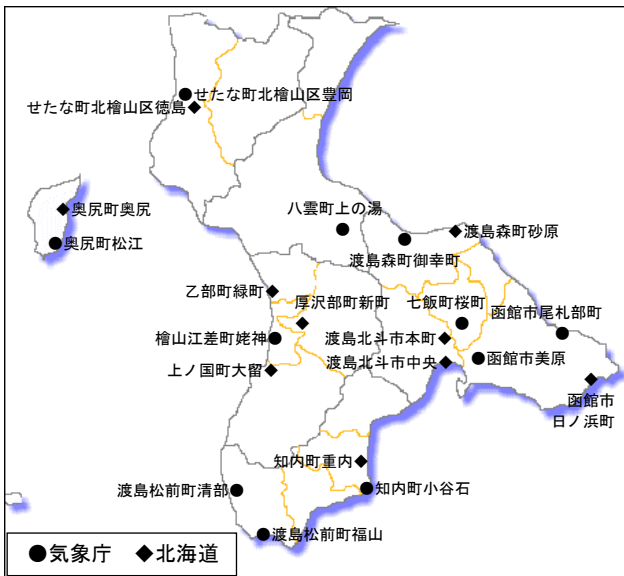 せたな町北檜山区豊岡
せたな町北檜山区徳島
奥尻町奥尻
奥尻町松江
八雲町上の湯
渡島森町砂原
渡島森町御幸町
乙部町緑町
厚沢部町新町
七飯町桜町
函館市尾札部町
檜山江差町姥神
渡島北斗市本町
上ノ国町大留
渡島北斗市中央
函館市美原
函館市
日ノ浜町
知内町重内
渡島松前町清部
知内町小谷石
渡島松前町福山
●気象庁 ◆北海道